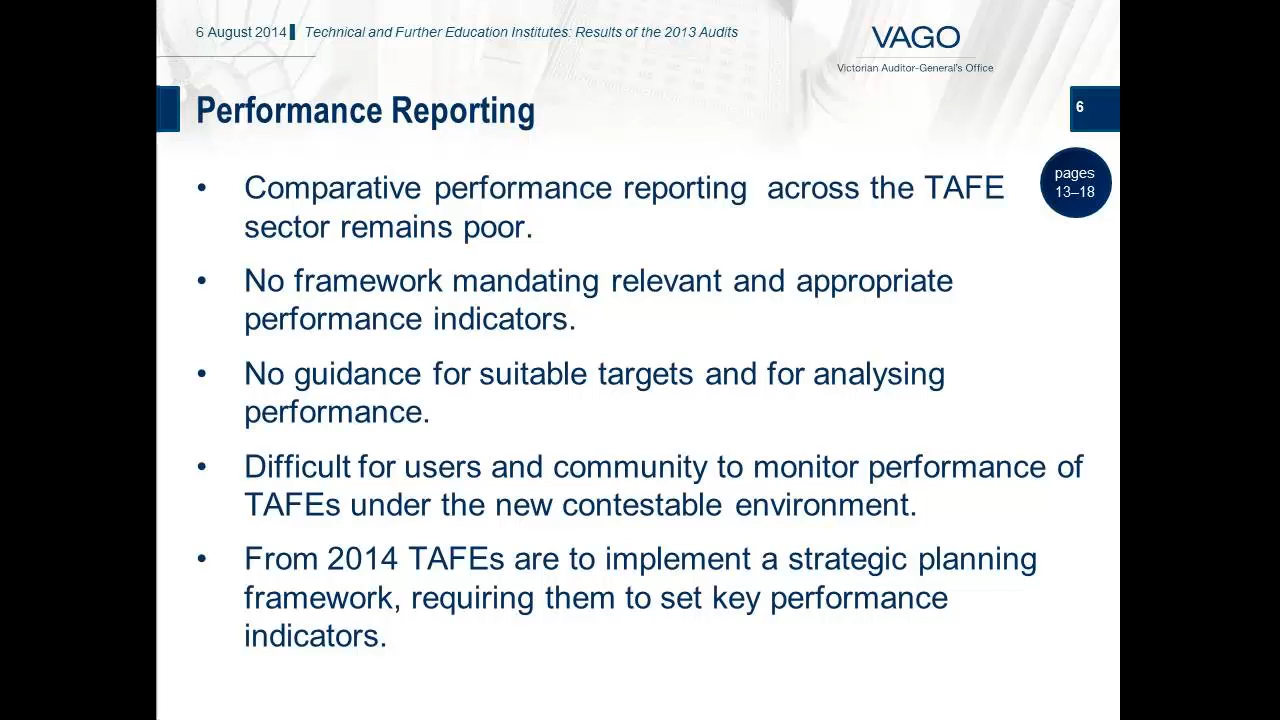 6 August 2014 Technical and Further Education Institutes: Results of the 2013 Audits
VAGO
Victorian Auditor-General's Office
Performance Reporting
6
pages
13–18
• Comparative performance reporting  across the TAFE
sector remains poor.
• No framework mandating relevant and appropriate
performance indicators.
• No guidance for suitable targets and for analysing
performance.
• Difficult for users and community to monitor performance of
TAFEs under the new contestable environment.
• From 2014 TAFEs are to implement a strategic planning
framework, requiring them to set key performance
indicators.